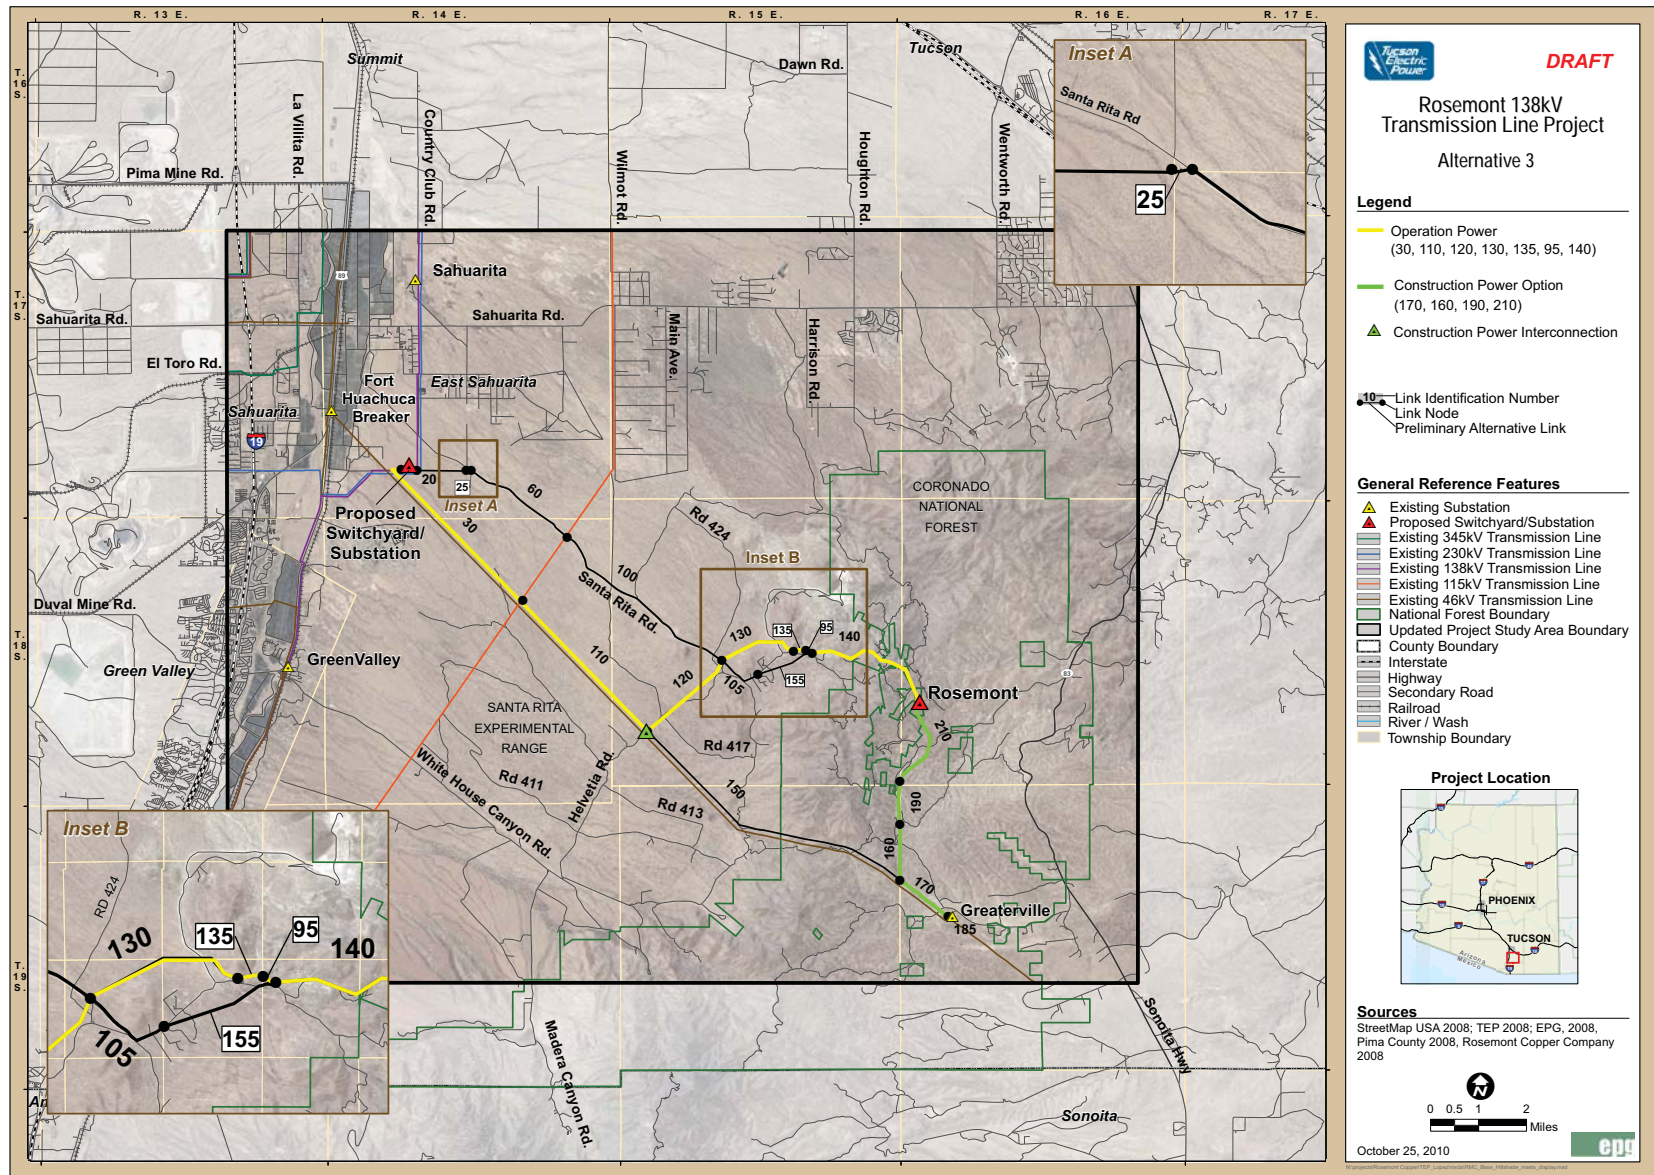 R. 13 E.
R. 14 E.
R. 15 E.
R. 16 E.
R. 17 E.
T.
16
S.
T.
17
S.
T.
18
S.
T.
19
S.
Summit
Tucson
Dawn Rd.
La Villita Rd.
Country Club Rd.
Wilmot Rd.
Houghton Rd.
Wentworth Rd.
Pima Mine Rd.
Inset A
Santa Rita Rd
25
89
Sahuarita
Sahuarita Rd.
Sahuarita Rd.
Main Ave.
Harrison Rd.
El Toro Rd.
Fort
Huachuca
Breaker
East Sahuarita
Sahuarita
19
20
25
Inset A
60
30
Proposed
Switchyard/
Substation
CORONADO
NATIONAL
FOREST
Rd 424
Inset B
100
Santa Rita Rd.
Duval Mine Rd.
130
135
95
140
Green Valley
GreenValley
110
120
105
155
83
Rosemont
SANTA RITA
EXPERIMENTAL
RANGE
210
Rd 417
White House Canyon Rd.
Rd 411
Helvetia Rd.
Rd 413
150
190
160
170
Greaterville
185
Inset B
RD 424
130
135
95
140
105
155
Madera Canyon Rd.
Sonoita Hwy
Sonoita
Tucson
Electric
Power
DRAFT
Rosemont 138kV
Transmission Line Project
Alternative 3
Legend
Operation Power
(30, 110, 120, 130, 135, 95, 140)
Construction Power Option
(170, 160, 190, 210)
Construction Power Interconnection
10
Link Identification Number
Link Node
Preliminary Alternative Link
General Reference Features
Existing Substation
Proposed Switchyard/Substation
Existing 345kV Transmission Line
Existing 230kV Transmission Line
Existing 138kV Transmission Line
Existing 115kV Transmission Line
Existing 46kV Transmission Line
National Forest Boundary
Updated Project Study Area Boundary
County Boundary
Interstate
Highway
Secondary Road
Railroad
River / Wash
Township Boundary
Project Location
PHOENIX
TUCSON
Arizona
Mexico
Sources
StreetMap USA 2008; TEP 2008; EPG, 2008,
Pima County 2008, Rosemont Copper Company
2008
N
0 0.5 1 2
Miles
October 25, 2010
epg